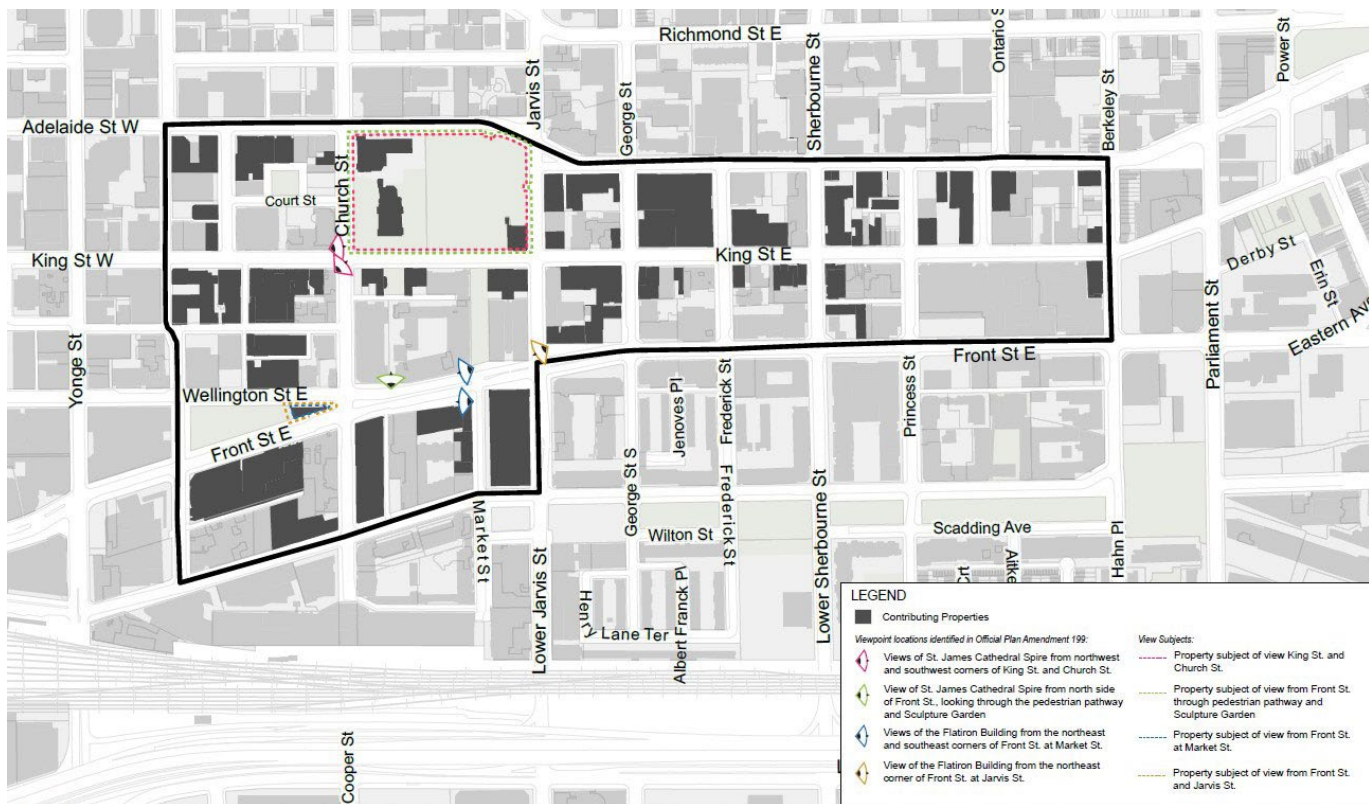 Richmond St E
Ontario S
Power St
Jarvis St
George St
Sherbourne St
Berkeley St
Adelaide St W
Church St
Court St
King St W
King St E
Derby St
Erin St
Eastern Ave
Parliament St
Yonge St
Wellington St E
Front St E
Front St E
Jenoves Pl
Frederick St
Princess St
George St S
Frederick St
Market St
Wilton St
Scadding Ave
Hahn Pl
Aitke
Crt
Lower Jarvis St
Henry Lane Ter
Albert Franck Pl
Lower Sherbourne St
Cooper St
LEGEND
Contributing Properties
Viewpoint locations identified in Official Plan Amendment 199:
Views of St. James Cathedral Spire from northwest
and southwest corners of King St. and Church St.
View of St. James Cathedral Spire from north side
of Front St., looking through the pedestrian pathway
and Sculpture Garden
Views of the Flatiron Building from the northeast
and southeast corners of Front St. at Market St.
View of the Flatiron Building from the northeast
corner of Front St. at Jarvis St.
View Subjects:
Property subject of view King St. and
Church St.
Property subject of view from Front St.
through pedestrian pathway and
Sculpture Garden
Property subject of view from Front St.
at Market St.
Property subject of view from Front St.
and Jarvis St.